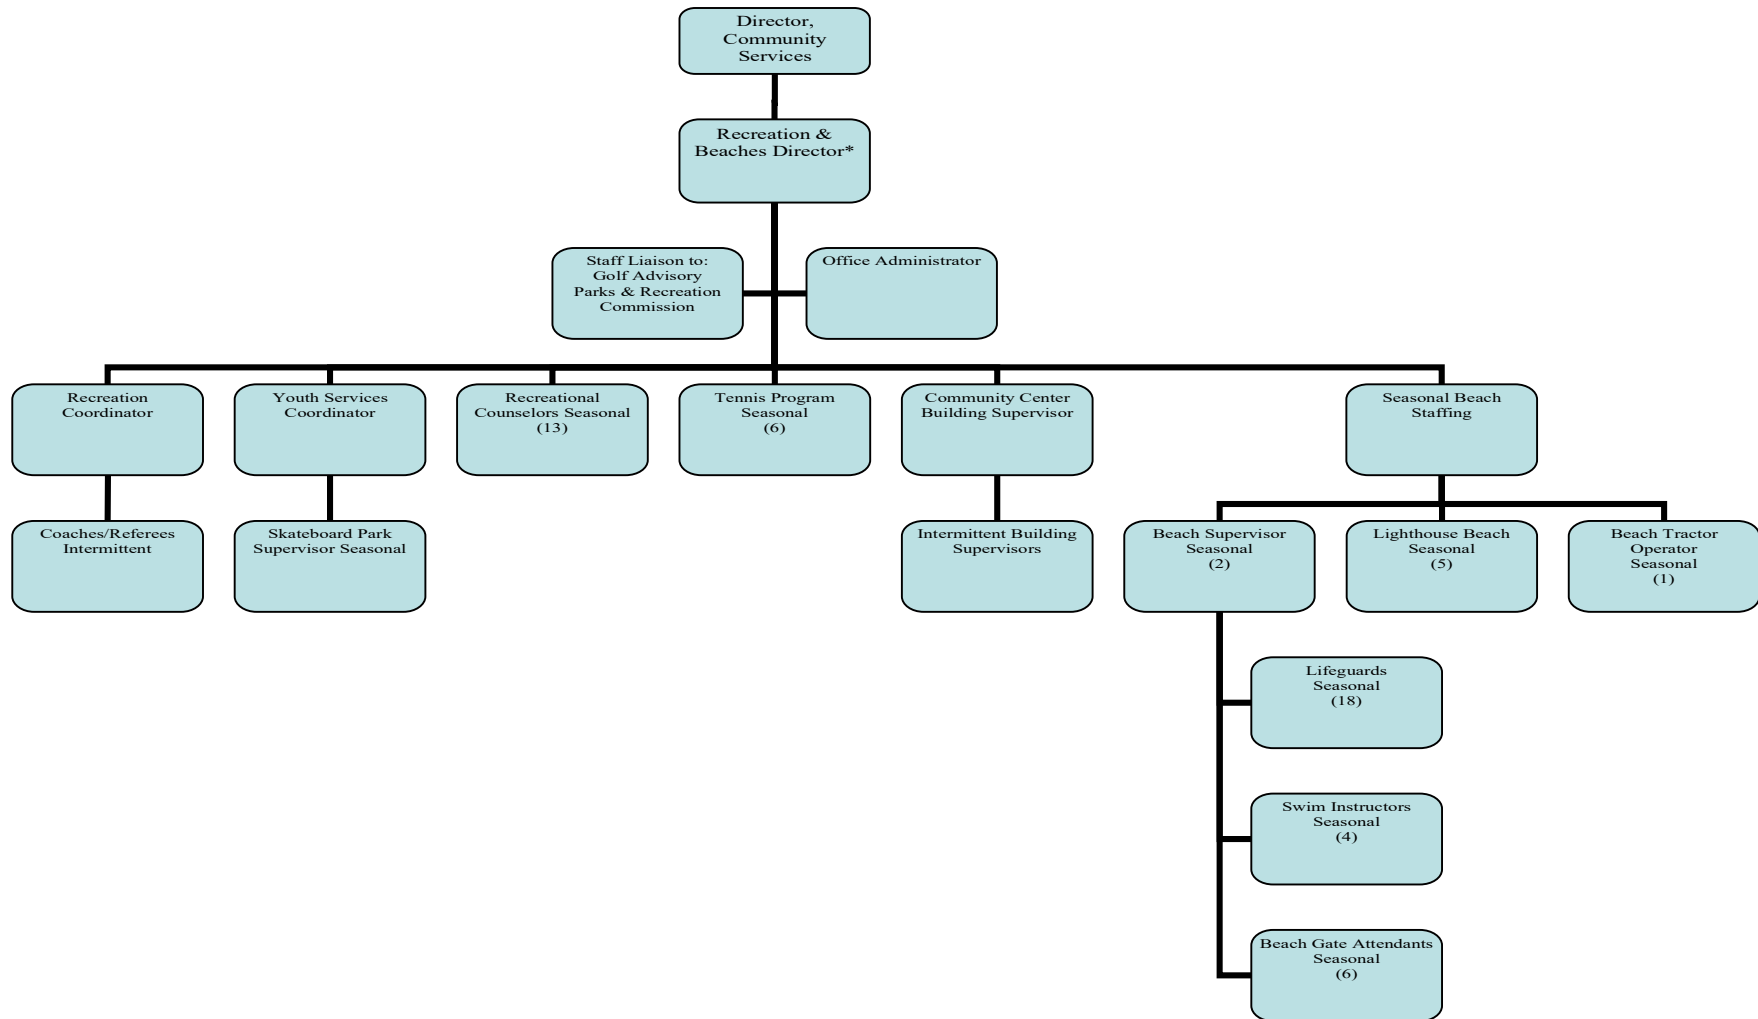 Director,
Community
Services
Recreation &
Beaches Director*
Staff Liaison to:
Golf Advisory
Parks & Recreation
Commission
Office Administrator
Recreation
Coordinator
Youth Services
Coordinator
Recreational
Counselors Seasonal
(13)
Tennis Program
Seasonal
(6)
Community Center
Building Supervisor
Seasonal Beach
Staffing
Coaches/Referees
Intermittent
Skateboard Park
Supervisor Seasonal
Intermittent Building
Supervisors
Beach Supervisor
Seasonal
(2)
Lighthouse Beach
Seasonal
(5)
Beach Tractor
Operator
Seasonal
(1)
Lifeguards
Seasonal
(18)
Swim Instructors
Seasonal
(4)
Beach Gate Attendants
Seasonal
(6)